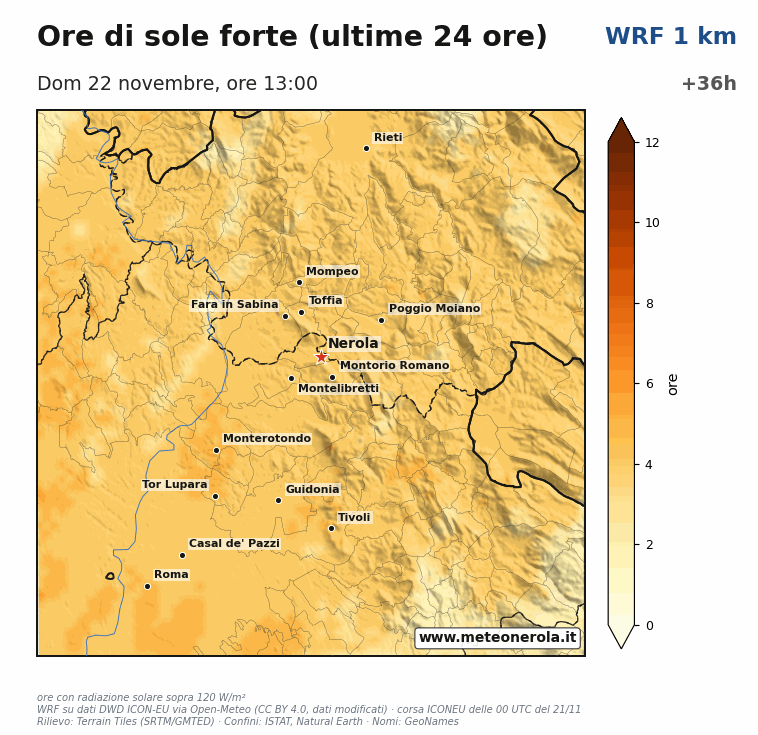 Ore di sole forte (ultime 24 ore)
WRF 1 km
Dom 22 novembre, ore 13:00
+36h
Rieti
Mompeo
Toffia
Fara in Sabina
Poggio Moiano
Nerola
Montorio Romano
Montelibretti
Monterotondo
Tor Lupara
Guidonia
Tivoli
Casal de' Pazzi
Roma
www.meteonerola.it
12
10
8
6
4
2
0
ore
ore con radiazione solare sopra 120 W/m²
WRF su dati DWD ICON-EU via Open-Meteo (CC BY 4.0, dati modificati) · corsa ICONEU delle 00 UTC del 21/11
Rilievo: Terrain Tiles (SRTM/GMTED) · Confini: ISTAT, Natural Earth · Nomi: GeoNames